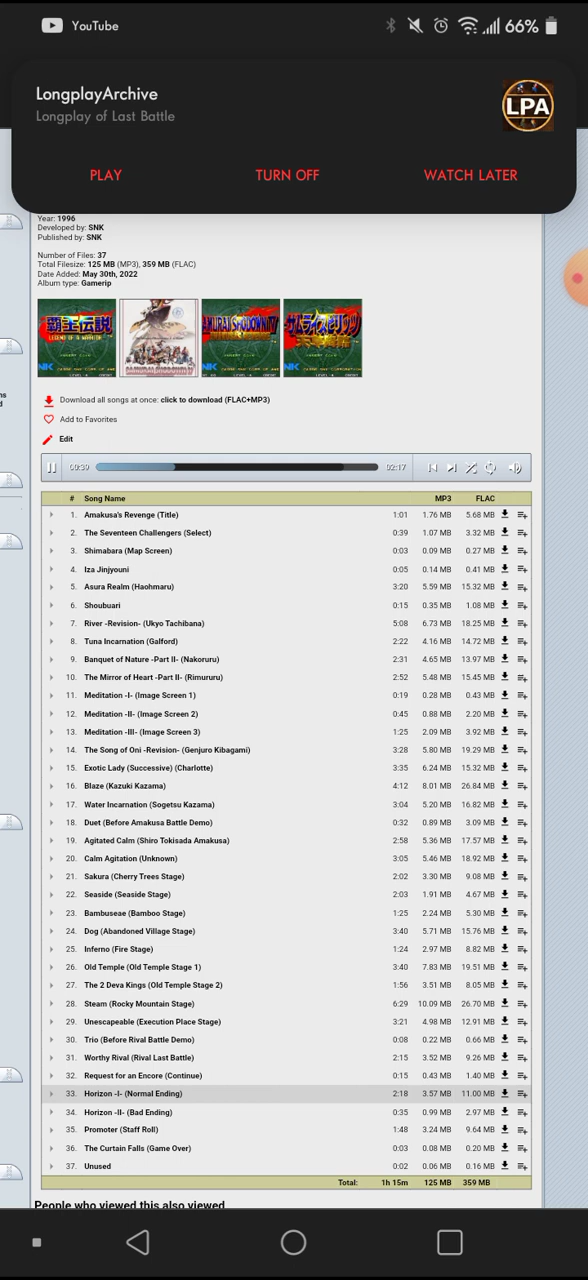 YouTube
66%
LongplayArchive
Longplay of Last Battle
LPA
PLAY TURN OFF WATCH LATER
Year: 1996
Developed by: SNK
Published by: SNK
Number of Files: 37
Total Filesize: 125 MB (MP3), 359 MB (FLAC)
Date Added: May 30th, 2022
Album type: Gamerip
覇王伝説
LEGEND OF A WARRIOR
SAMURAI SHODOWN IV
サムライスピリッツ
天草降臨
Download all songs at once: click to download (FLAC+MP3)
Add to Favorites
Edit
00:39 02:17
# Song Name MP3 FLAC
1. Amakusa's Revenge (Title) 1:01 1.76 MB 5.68 MB
2. The Seventeen Challengers (Select) 0:39 1.07 MB 3.32 MB
3. Shimabara (Map Screen) 0:03 0.09 MB 0.27 MB
4. Iza Jinjyouni 0:05 0.14 MB 0.41 MB
5. Asura Realm (Haohmaru) 3:20 5.59 MB 15.32 MB
6. Shoubuari 0:15 0.35 MB 1.08 MB
7. River -Revision- (Ukyo Tachibana) 5:08 6.73 MB 18.25 MB
8. Tuna Incarnation (Galford) 2:22 4.16 MB 14.72 MB
9. Banquet of Nature -Part II- (Nakoruru) 2:31 4.65 MB 13.97 MB
10. The Mirror of Heart -Part II- (Rimururu) 2:52 5.48 MB 15.45 MB
11. Meditation -I- (Image Screen 1) 0:19 0.28 MB 0.43 MB
12. Meditation -II- (Image Screen 2) 0:45 0.88 MB 2.20 MB
13. Meditation -III- (Image Screen 3) 1:25 2.09 MB 3.92 MB
14. The Song of Oni -Revision- (Genjuro Kibagami) 3:28 5.80 MB 19.29 MB
15. Exotic Lady (Successive) (Charlotte) 3:35 6.24 MB 15.32 MB
16. Blaze (Kazuki Kazama) 4:12 8.01 MB 26.84 MB
17. Water Incarnation (Sogetsu Kazama) 3:04 5.20 MB 16.82 MB
18. Duet (Before Amakusa Battle Demo) 0:32 0.89 MB 3.09 MB
19. Agitated Calm (Shiro Tokisada Amakusa) 2:58 5.36 MB 17.57 MB
20. Calm Agitation (Unknown) 3:05 5.46 MB 18.92 MB
21. Sakura (Cherry Trees Stage) 2:02 3.30 MB 9.08 MB
22. Seaside (Seaside Stage) 2:03 1.91 MB 4.67 MB
23. Bambuseae (Bamboo Stage) 1:25 2.24 MB 5.30 MB
24. Dog (Abandoned Village Stage) 3:40 5.71 MB 15.76 MB
25. Inferno (Fire Stage) 1:24 2.97 MB 8.82 MB
26. Old Temple (Old Temple Stage 1) 3:40 7.83 MB 19.51 MB
27. The 2 Deva Kings (Old Temple Stage 2) 1:56 3.51 MB 8.05 MB
28. Steam (Rocky Mountain Stage) 6:29 10.09 MB 26.70 MB
29. Unescapeable (Execution Place Stage) 3:21 4.98 MB 12.91 MB
30. Trio (Before Rival Battle Demo) 0:08 0.22 MB 0.66 MB
31. Worthy Rival (Rival Last Battle) 2:15 3.52 MB 9.26 MB
32. Request for an Encore (Continue) 0:15 0.43 MB 1.40 MB
33. Horizon -I- (Normal Ending) 2:18 3.57 MB 11.00 MB
34. Horizon -II- (Bad Ending) 0:35 0.99 MB 2.97 MB
35. Promoter (Staff Roll) 1:48 3.24 MB 9.64 MB
36. The Curtain Falls (Game Over) 0:03 0.08 MB 0.20 MB
37. Unused 0:02 0.06 MB 0.16 MB
Total: 1h 15m 125 MB 359 MB
People who viewed this also viewed